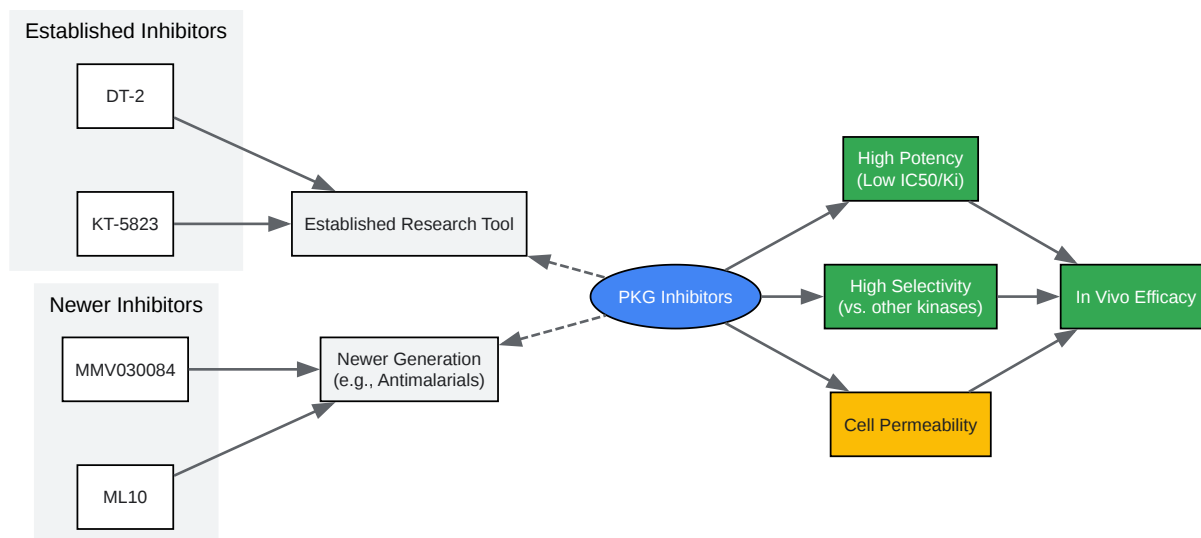 Established Inhibitors
DT-2
KT-5823
Established Research Tool
Newer Inhibitors
MMV030084
ML10
Newer Generation
(e.g., Antimalarials)
PKG Inhibitors
High Potency
(Low IC50/Ki)
High Selectivity
(vs. other kinases)
Cell Permeability
In Vivo Efficacy